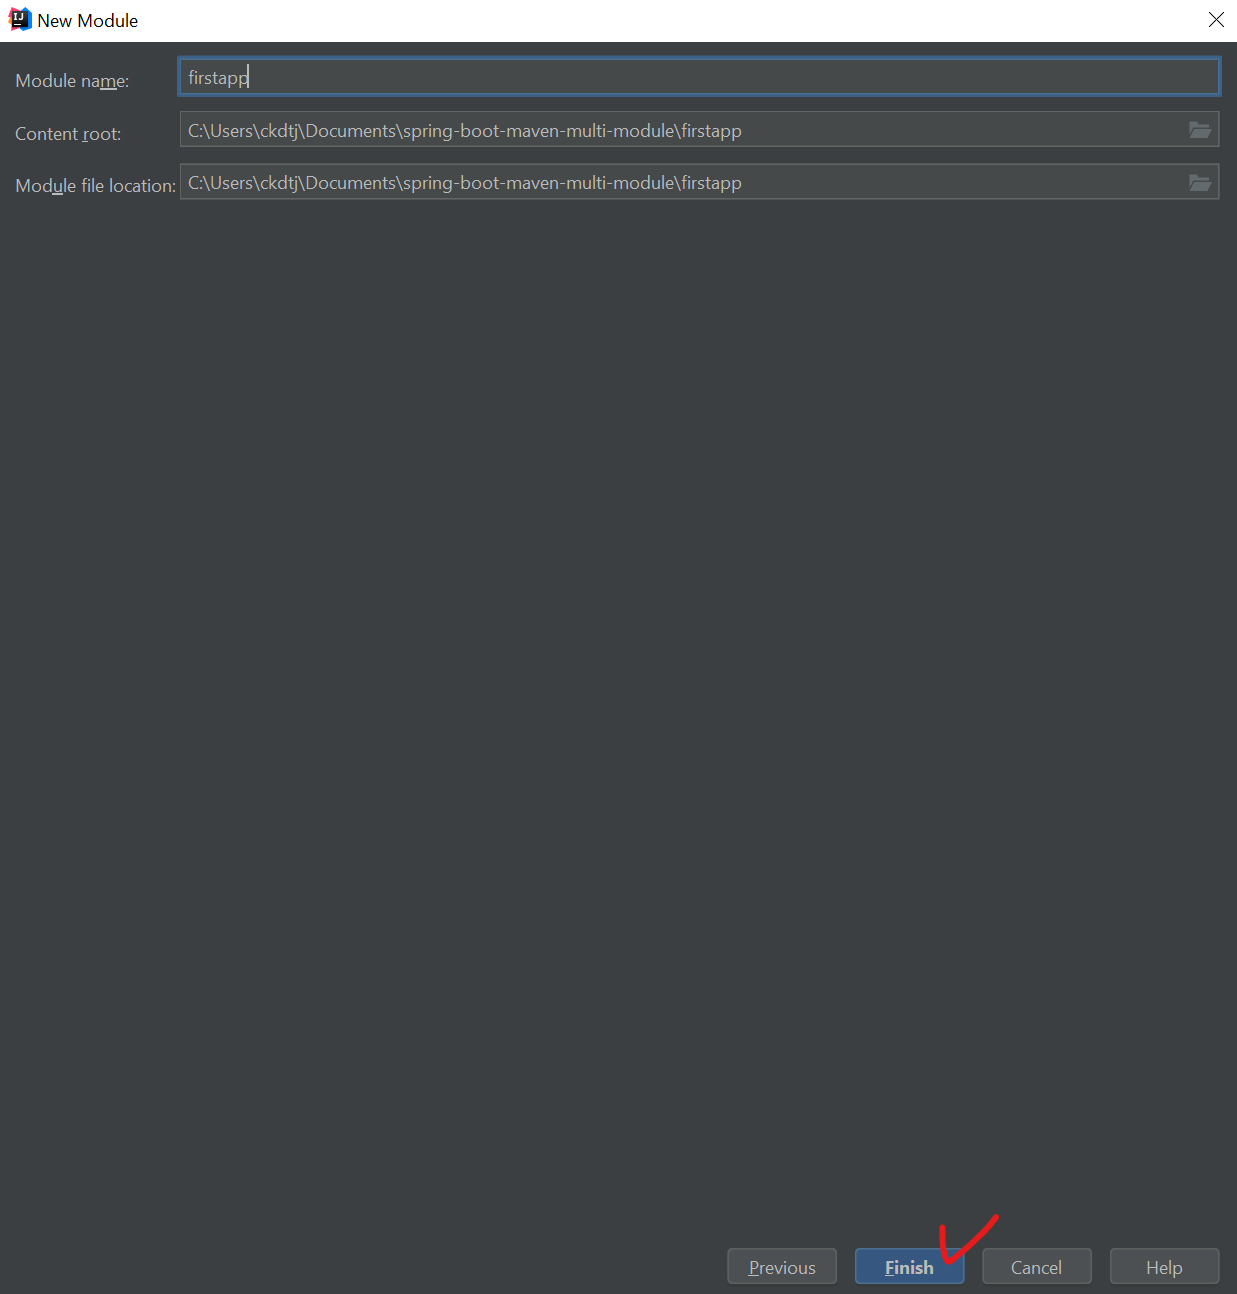 New Module
Module name: firstapp
Content root: C:\Users\ckdtj\Documents\spring-boot-maven-multi-module\firstapp
Module file location: C:\Users\ckdtj\Documents\spring-boot-maven-multi-module\firstapp
Previous Finish Cancel Help